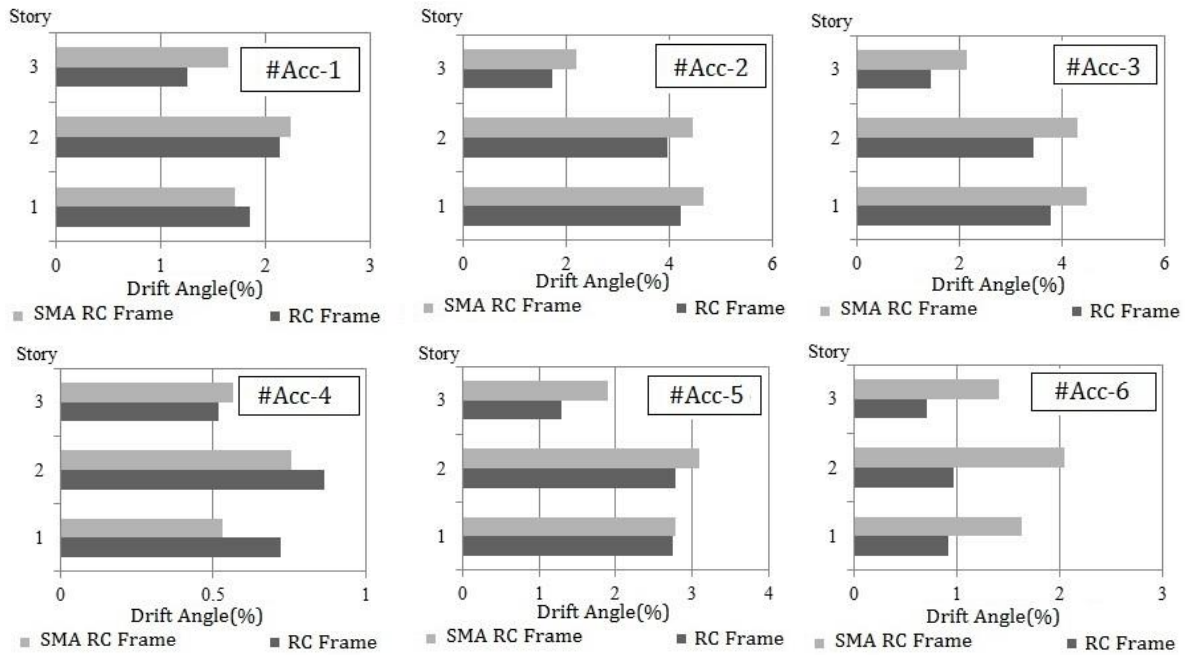 Story
#Acc-1
3
2
1
0 1 2 3
Drift Angle(%)
SMA RC Frame RC Frame
Story
#Acc-2
3
2
1
0 2 4 6
Drift Angle(%)
SMA RC Frame RC Frame
Story
#Acc-3
3
2
1
0 2 4 6
Drift Angle(%)
SMA RC Frame RC Frame
Story
#Acc-4
3
2
1
0 0.5 1
Drift Angle(%)
SMA RC Frame RC Frame
Story
#Acc-5
3
2
1
0 1 2 3 4
Drift Angle(%)
SMA RC Frame RC Frame
Story
#Acc-6
3
2
1
0 1 2 3
Drift Angle(%)
SMA RC Frame RC Frame